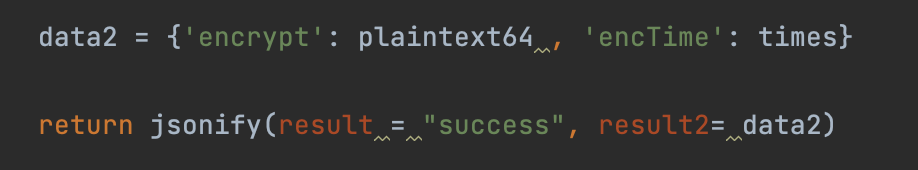 data2 = {'encrypt': plaintext64 , 'encTime': times}
return jsonify(result = "success", result2= data2)